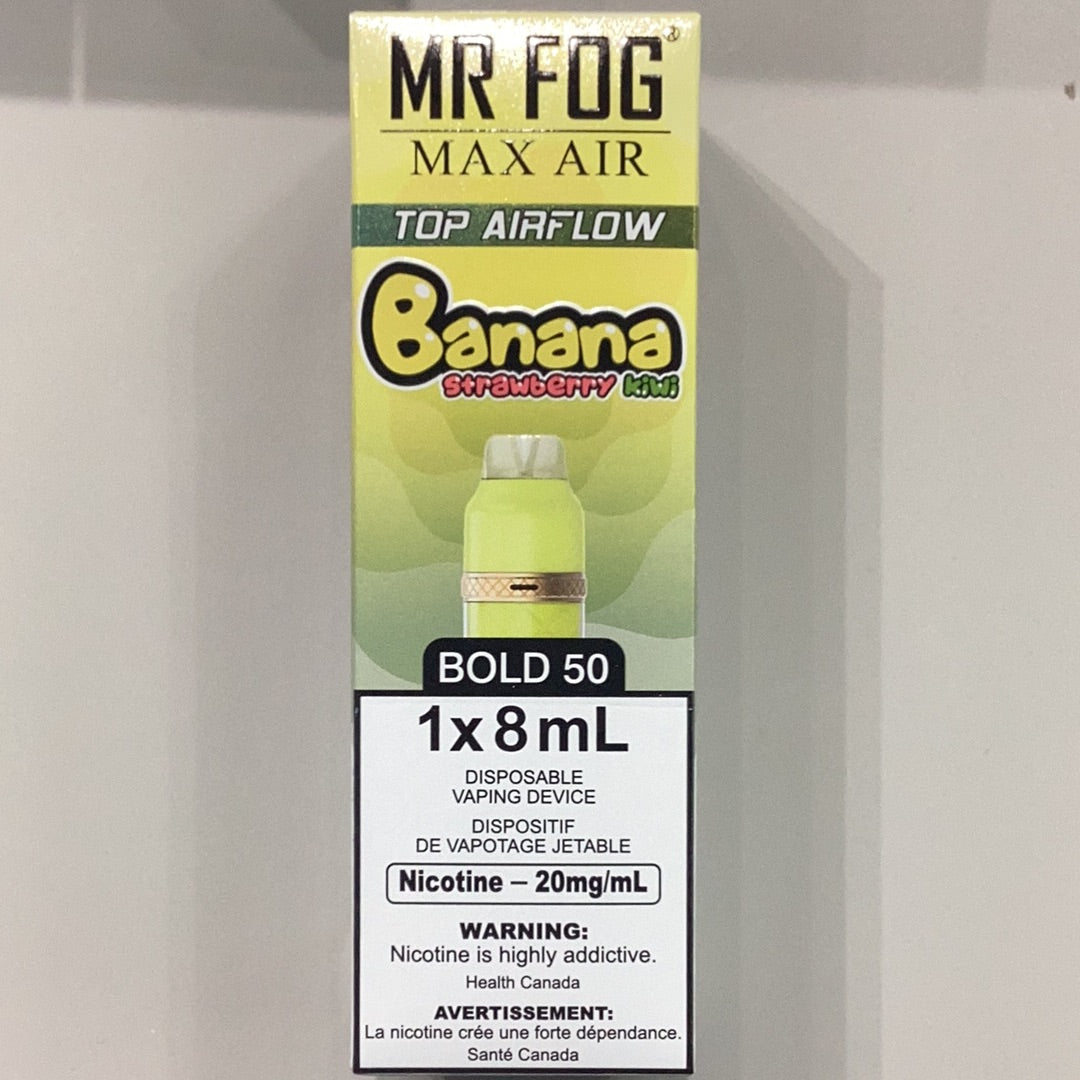 MR FOG®
MAX AIR
TOP AIRFLOW
Banana
strawberry kiwi
BOLD 50
1x8mL
DISPOSABLE
VAPING DEVICE
DISPOSITIF
DE VAPOTAGE JETABLE
Nicotine – 20mg/mL
WARNING:
Nicotine is highly addictive.
Health Canada
AVERTISSEMENT:
La nicotine crée une forte dépendance.
Santé Canada